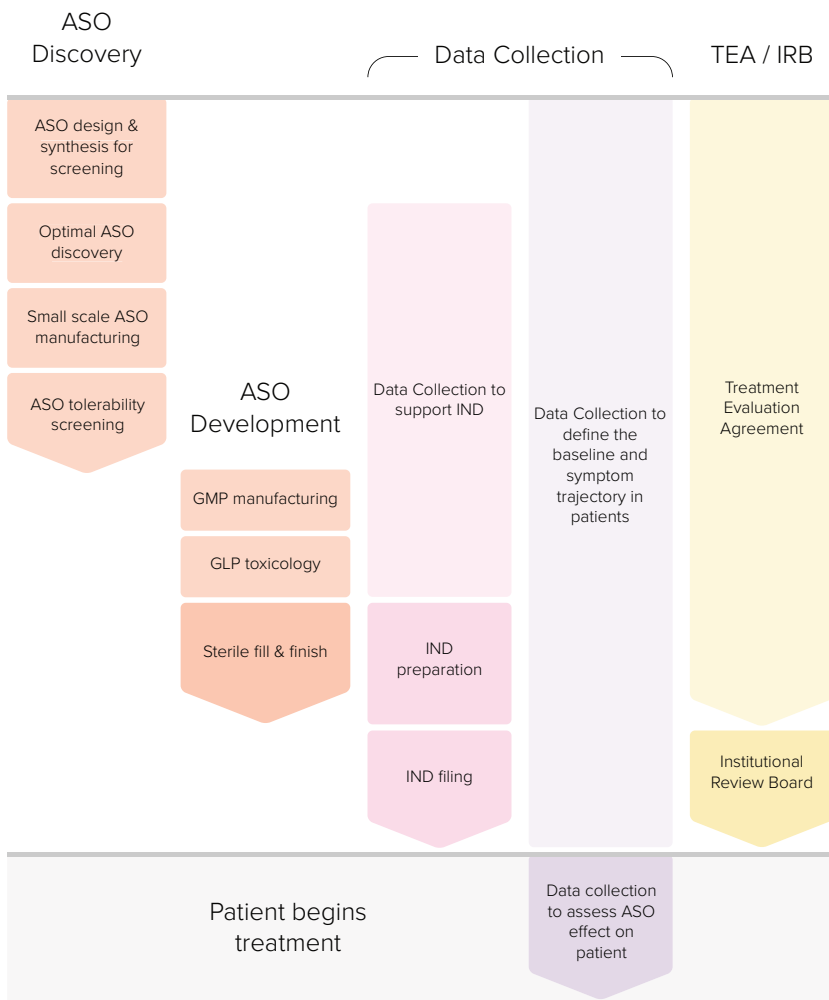 ASO
Discovery
Data Collection
TEA / IRB
ASO design &
synthesis for
screening
Optimal ASO
discovery
Small scale ASO
manufacturing
ASO tolerability
screening
ASO
Development
GMP manufacturing
GLP toxicology
Sterile fill & finish
Data Collection to
support IND
IND
preparation
IND filing
Data Collection to
define the
baseline and
symptom
trajectory in
patients
Treatment
Evaluation
Agreement
Institutional
Review Board
Patient begins
treatment
Data collection
to assess ASO
effect on
patient